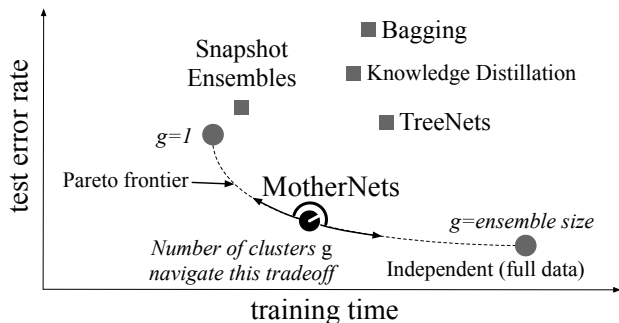 Bagging
Snapshot
Ensembles
Knowledge Distillation
TreeNets
g=1
Pareto frontier
MotherNets
g=ensemble size
Number of clusters g
navigate this tradeoff
Independent (full data)
test error rate
training time